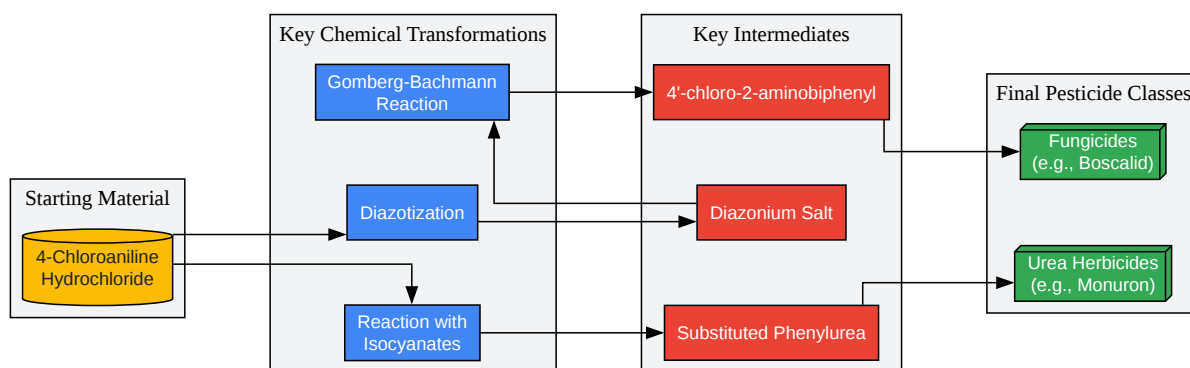 Starting Material
4-Chloroaniline
Hydrochloride
Key Chemical Transformations
Gomberg-Bachmann
Reaction
Diazotization
Reaction with
Isocyanates
Key Intermediates
4'-chloro-2-aminobiphenyl
Diazonium Salt
Substituted Phenylurea
Final Pesticide Classes
Fungicides
(e.g., Boscalid)
Urea Herbicides
(e.g., Monuron)